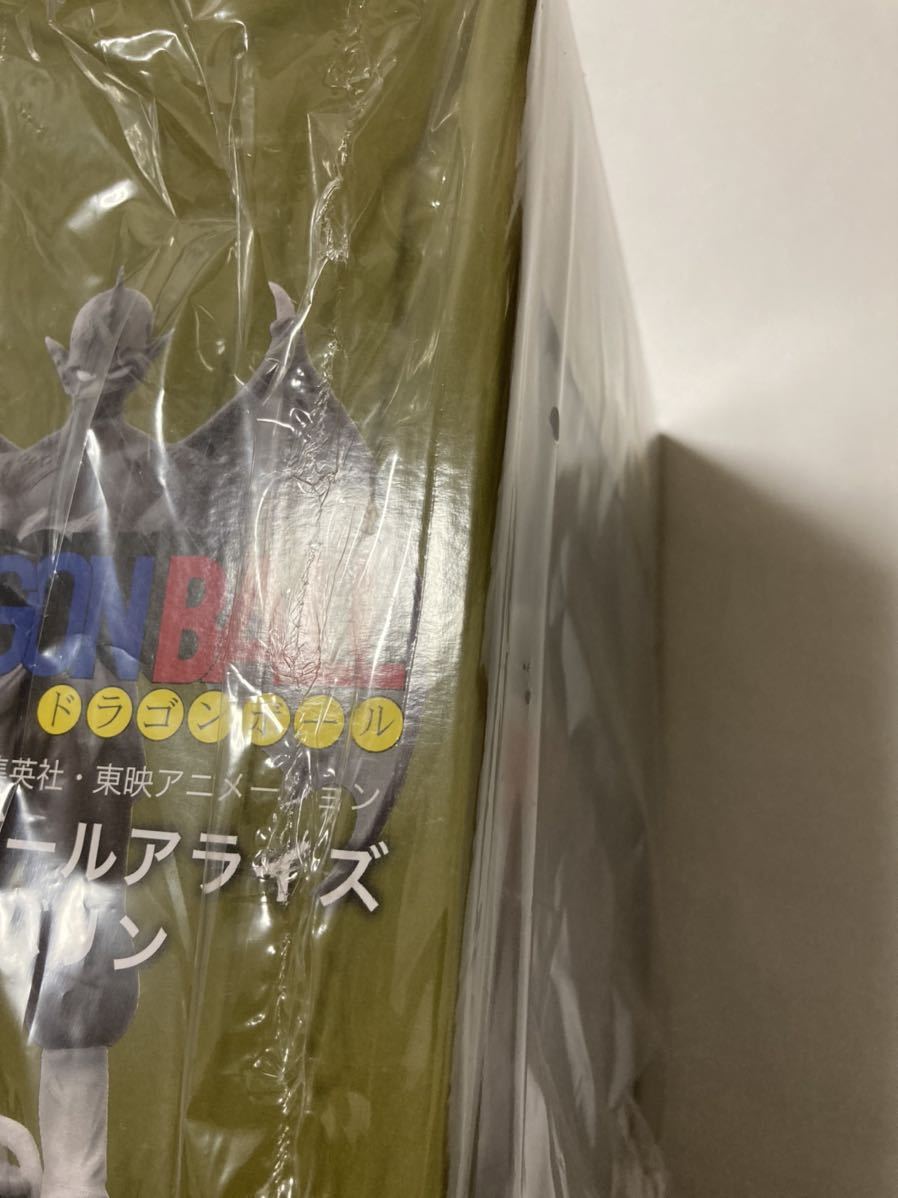 GONBALL
ドラゴンボール
集英社・東映アニメーション
ールアライズ
リン